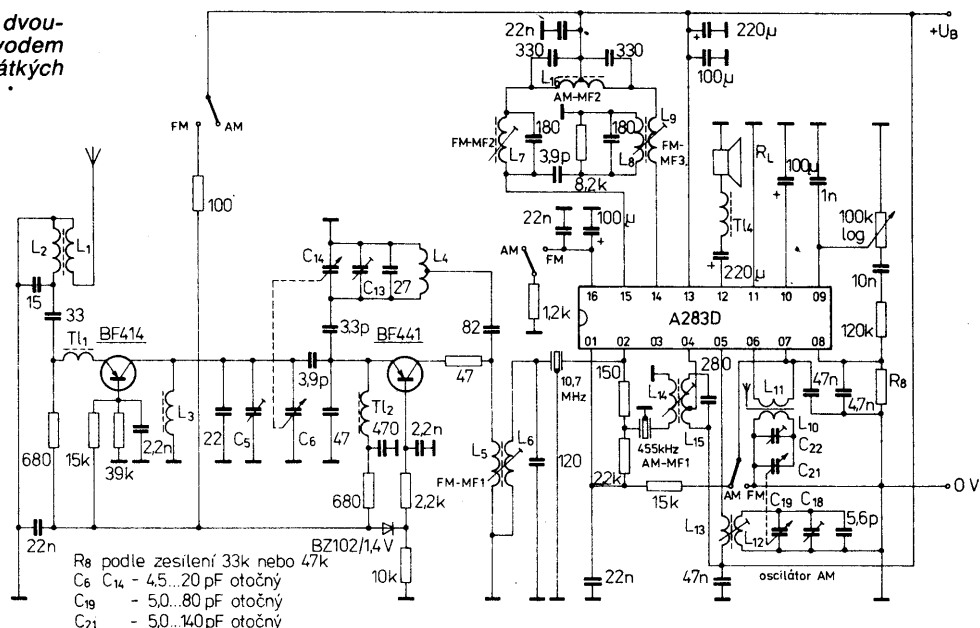 dvou-
vodem
átkých
22n
220µ
+U_B
330
330
100µ
L16
AM-MF2
FM
AM
180
180
L9
FM-MF2
L7
L8
FM-
MF3
3,9p
8,2k
R_L
100µ
1n
100k
log
100
22n
100µ
Tl4
L2
L1
C14
L4
AM
FM
220µ
10n
C13
27
15
33
1,2k
16
15
14
13
12
11
10
09
A283D
01
02
03
04
05
06
07
08
120k
Tl1
BF414
3,3p
BF441
82
3,9p
47
10,7
MHz
150
280
L14
L11
47n
4,7n
R8
L3
Tl2
L15
L10
2,2n
22
C5
C6
47
470
2,2n
L5
L6
455kHz
AM-MF1
C22
C21
680
15k
39k
FM-MF1
120
22k
680
2,2k
15k
AM
FM
0 V
C19
C18
L13
L12
5,6p
22n
BZ102/1,4V
10k
22n
47n
oscilátor AM
R8 podle zesílení 33k nebo 47k
C6 C14 - 4,5...20 pF otočný
C19 - 5,0...80 pF otočný
C21 - 5,0...140 pF otočný